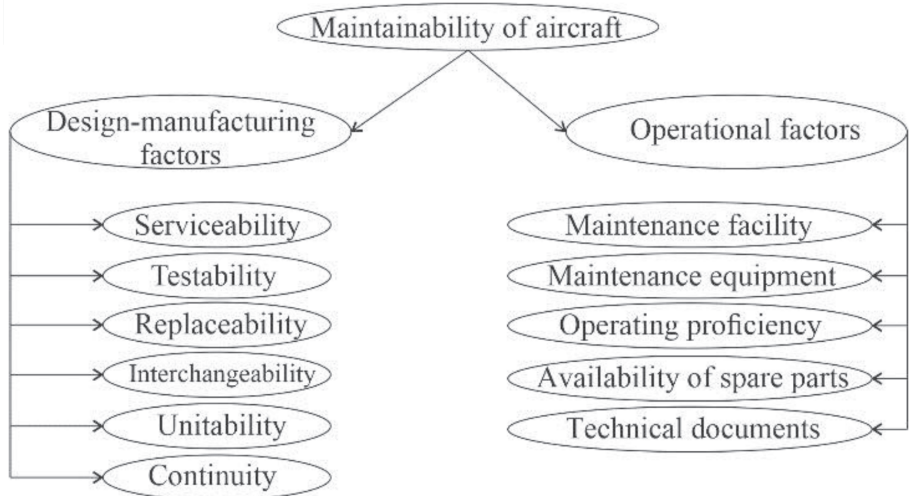 Maintainability of aircraft
Design-manufacturing
factors
Operational factors
Serviceability
Testability
Replaceability
Interchangeability
Unitability
Continuity
Maintenance facility
Maintenance equipment
Operating proficiency
Availability of spare parts
Technical documents